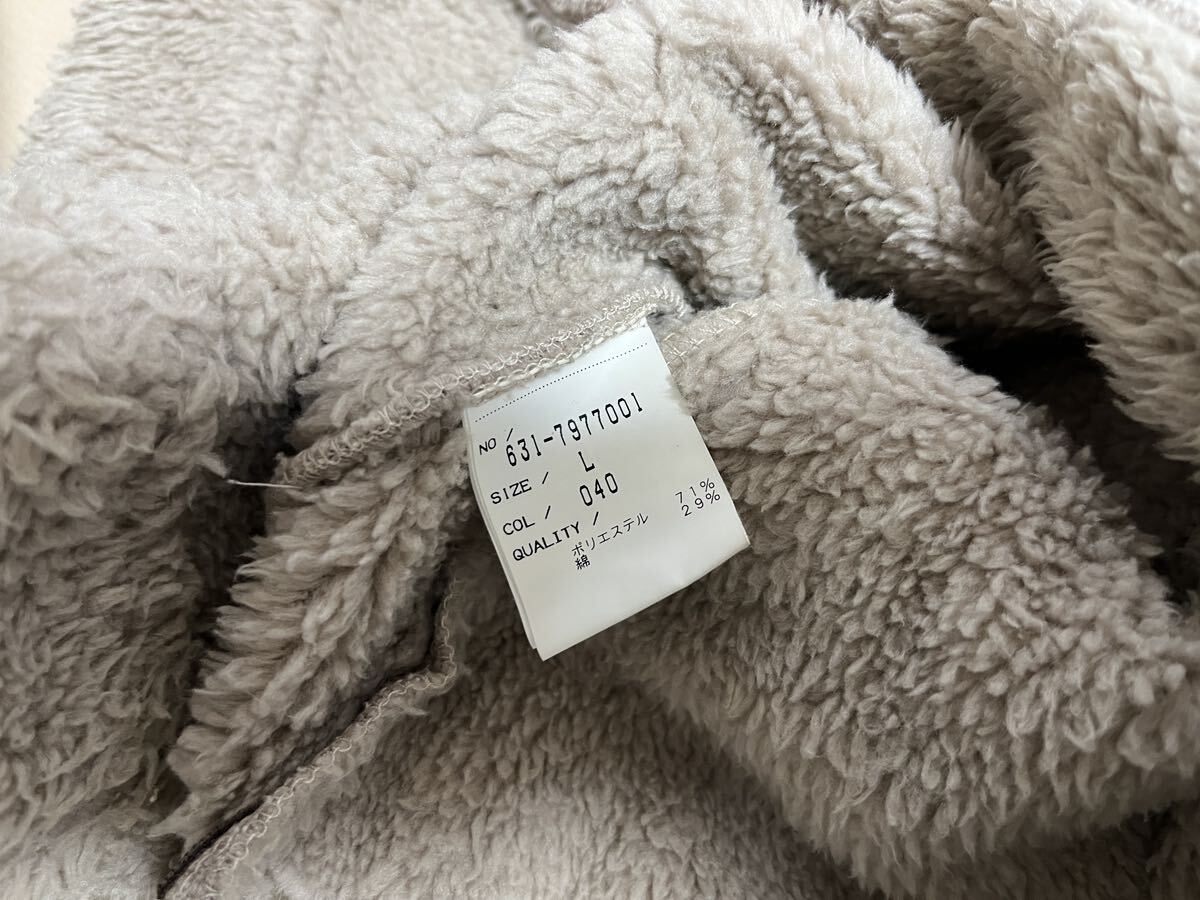 NO / 631-7977001
SIZE / L
COL / 040
QUALITY /
ポリエステル 71%
綿 29%